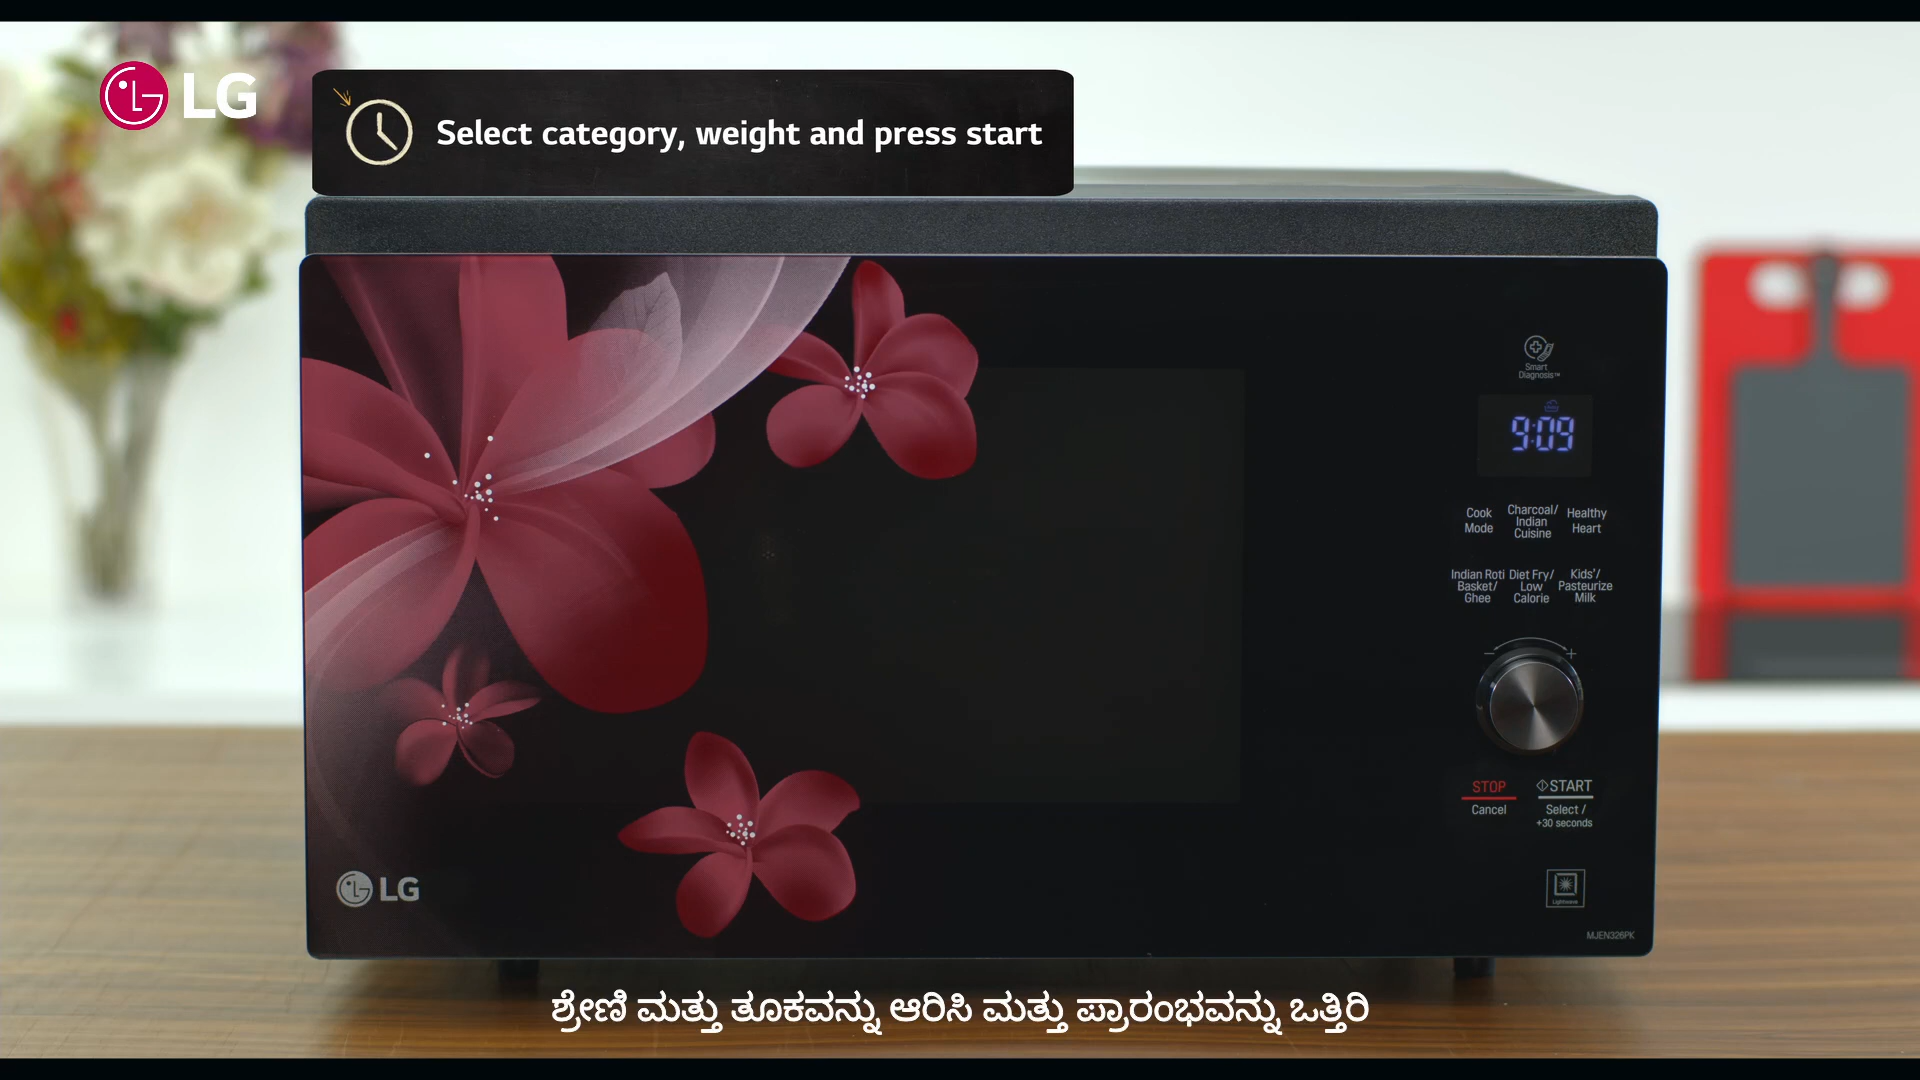 LG
Select category, weight and press start
Smart
Diagnosis™
9:09
Cook
Mode
Charcoal/
Indian
Cuisine
Healthy
Heart
Indian Roti
Basket/
Ghee
Diet Fry/
Low
Calorie
Kids'/
Pasteurize
Milk
− +
STOP
Cancel
START
Select /
+30 seconds
LG
Lightwave
MJEN326PK
ಶ್ರೇಣಿ ಮತ್ತು ತೂಕವನ್ನು ಆರಿಸಿ ಮತ್ತು ಪ್ರಾರಂಭವನ್ನು ಒತ್ತಿರಿ